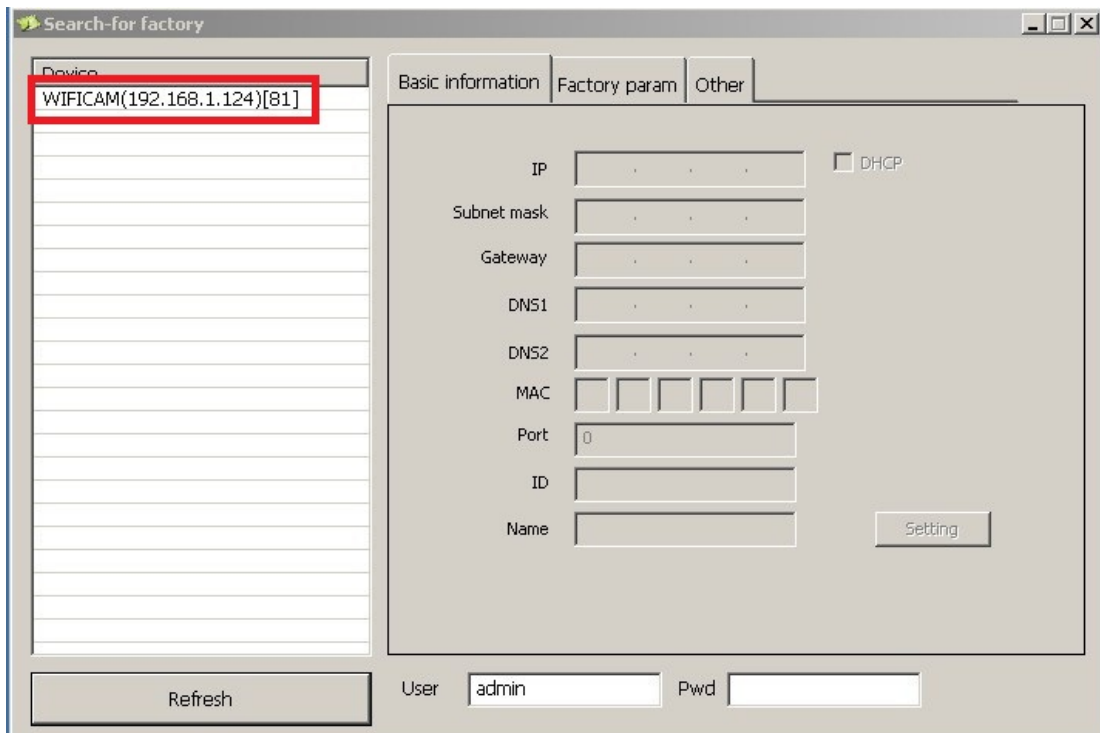 Search-for factory
Device
WIFICAM(192.168.1.124)[81]
Basic information
Factory param
Other
IP
DHCP
Subnet mask
Gateway
DNS1
DNS2
MAC
Port
0
ID
Name
Setting
Refresh
User
admin
Pwd